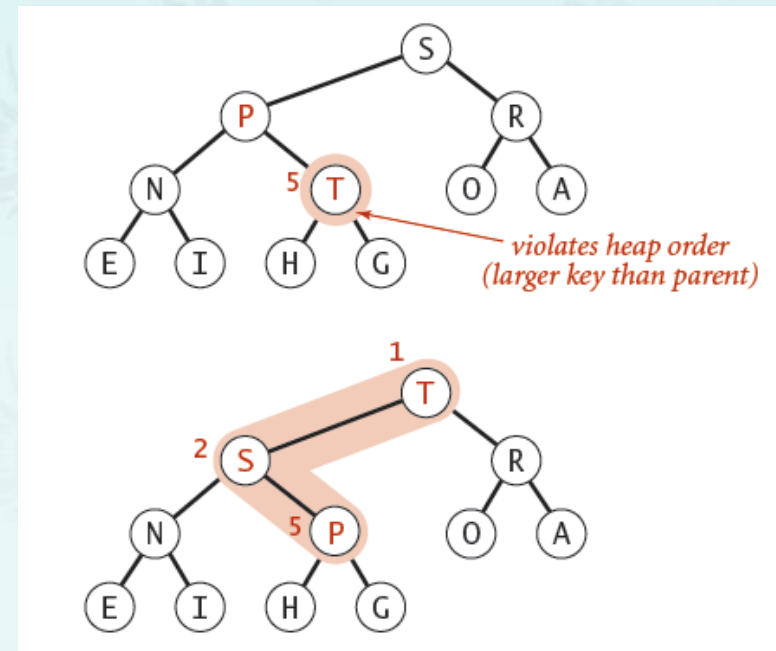 S
P R
N 5 T O A
E I H G
violates heap order
(larger key than parent)
1
T
2 S R
N 5 P O A
E I H G